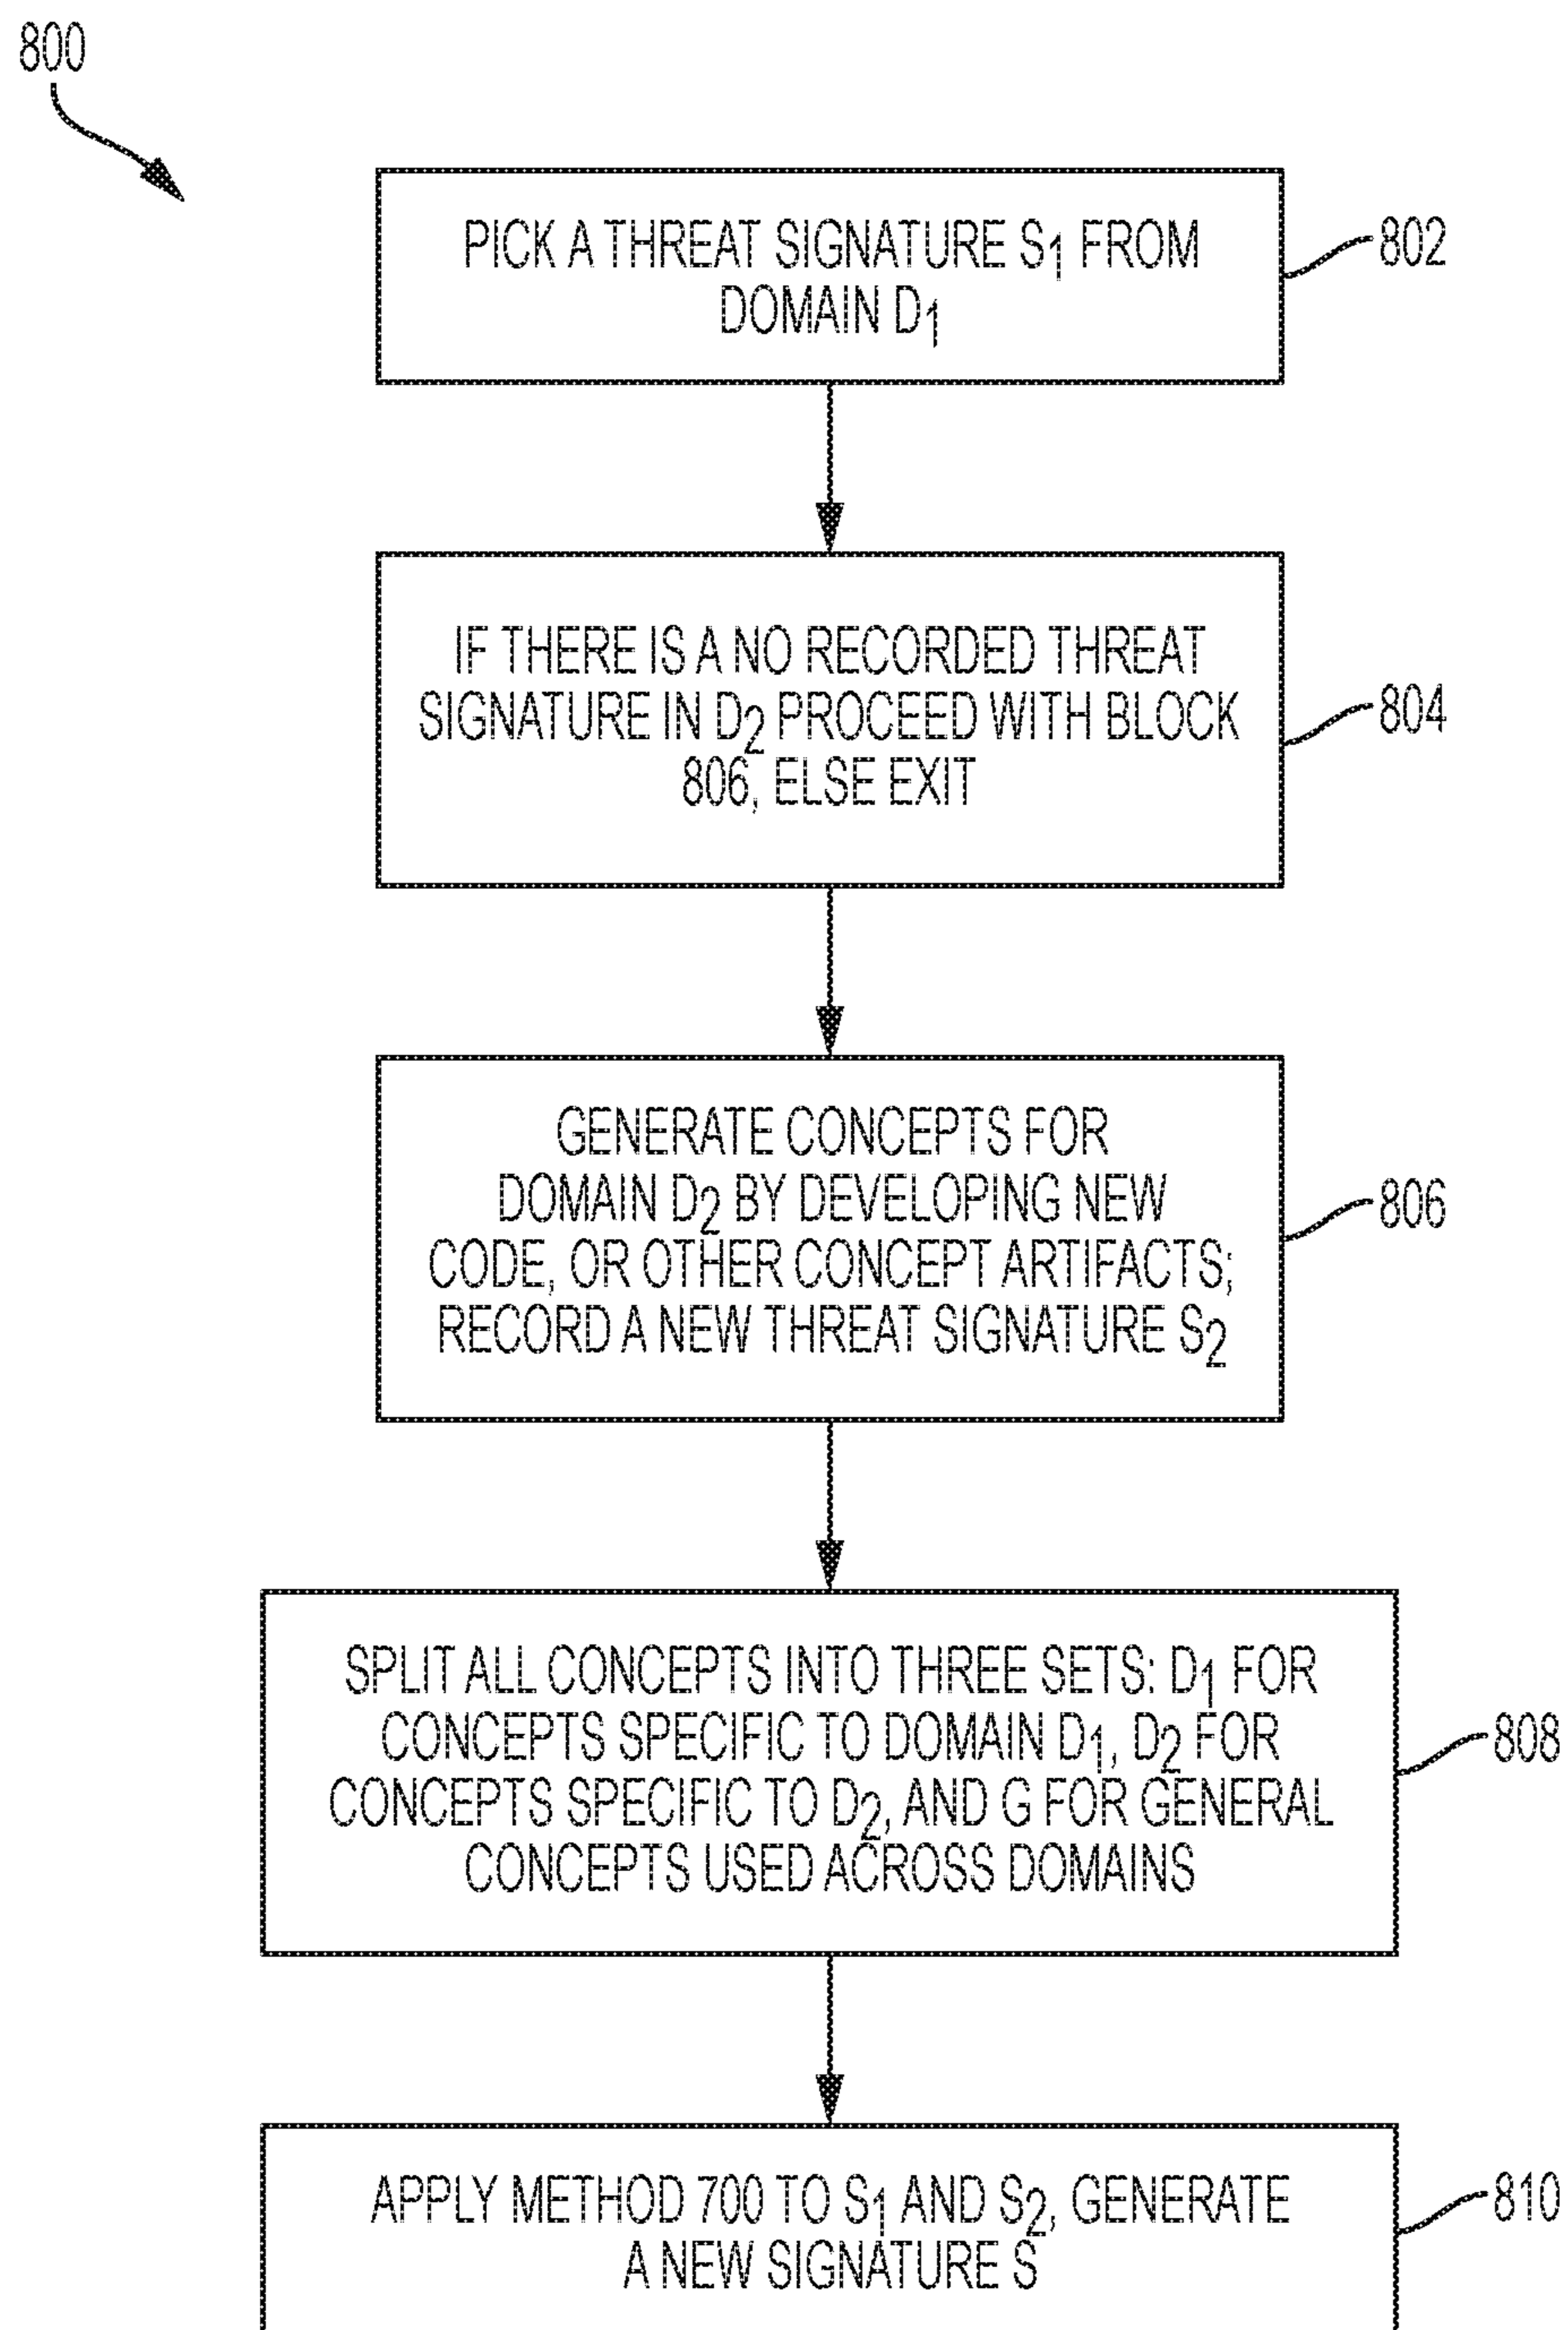 800
PICK A THREAT SIGNATURE S₁ FROM
DOMAIN D₁
802
IF THERE IS A NO RECORDED THREAT
SIGNATURE IN D₂ PROCEED WITH BLOCK
806, ELSE EXIT
804
GENERATE CONCEPTS FOR
DOMAIN D₂ BY DEVELOPING NEW
CODE, OR OTHER CONCEPT ARTIFACTS;
RECORD A NEW THREAT SIGNATURE S₂
806
SPLIT ALL CONCEPTS INTO THREE SETS: D₁ FOR
CONCEPTS SPECIFIC TO DOMAIN D₁, D₂ FOR
CONCEPTS SPECIFIC TO D₂, AND G FOR GENERAL
CONCEPTS USED ACROSS DOMAINS
808
APPLY METHOD 700 TO S₁ AND S₂, GENERATE
A NEW SIGNATURE S
810